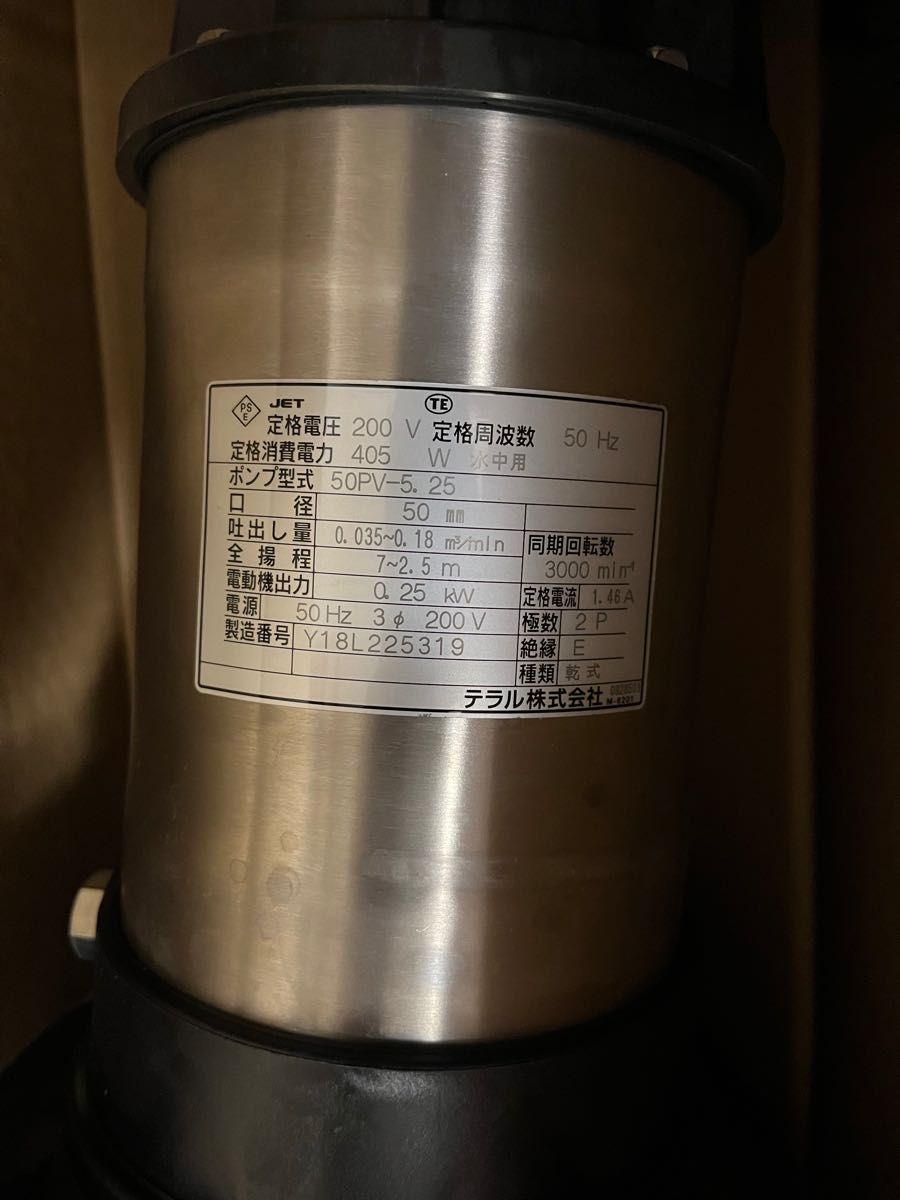 PS
E JET TE
定格電圧 200 V 定格周波数 50 Hz
定格消費電力 405 W 水中用
ポンプ型式 50PV-5.25
口径 50 mm
吐出し量 0.035~0.18 m³/min 同期回転数
全揚程 7~2.5 m 3000 min⁻¹
電動機出力 0.25 kW 定格電流 1.46A
電源 50Hz 3φ 200V 極数 2P
製造番号 Y18L225319 絶縁 E
種類 乾式
テラル株式会社 M-6201